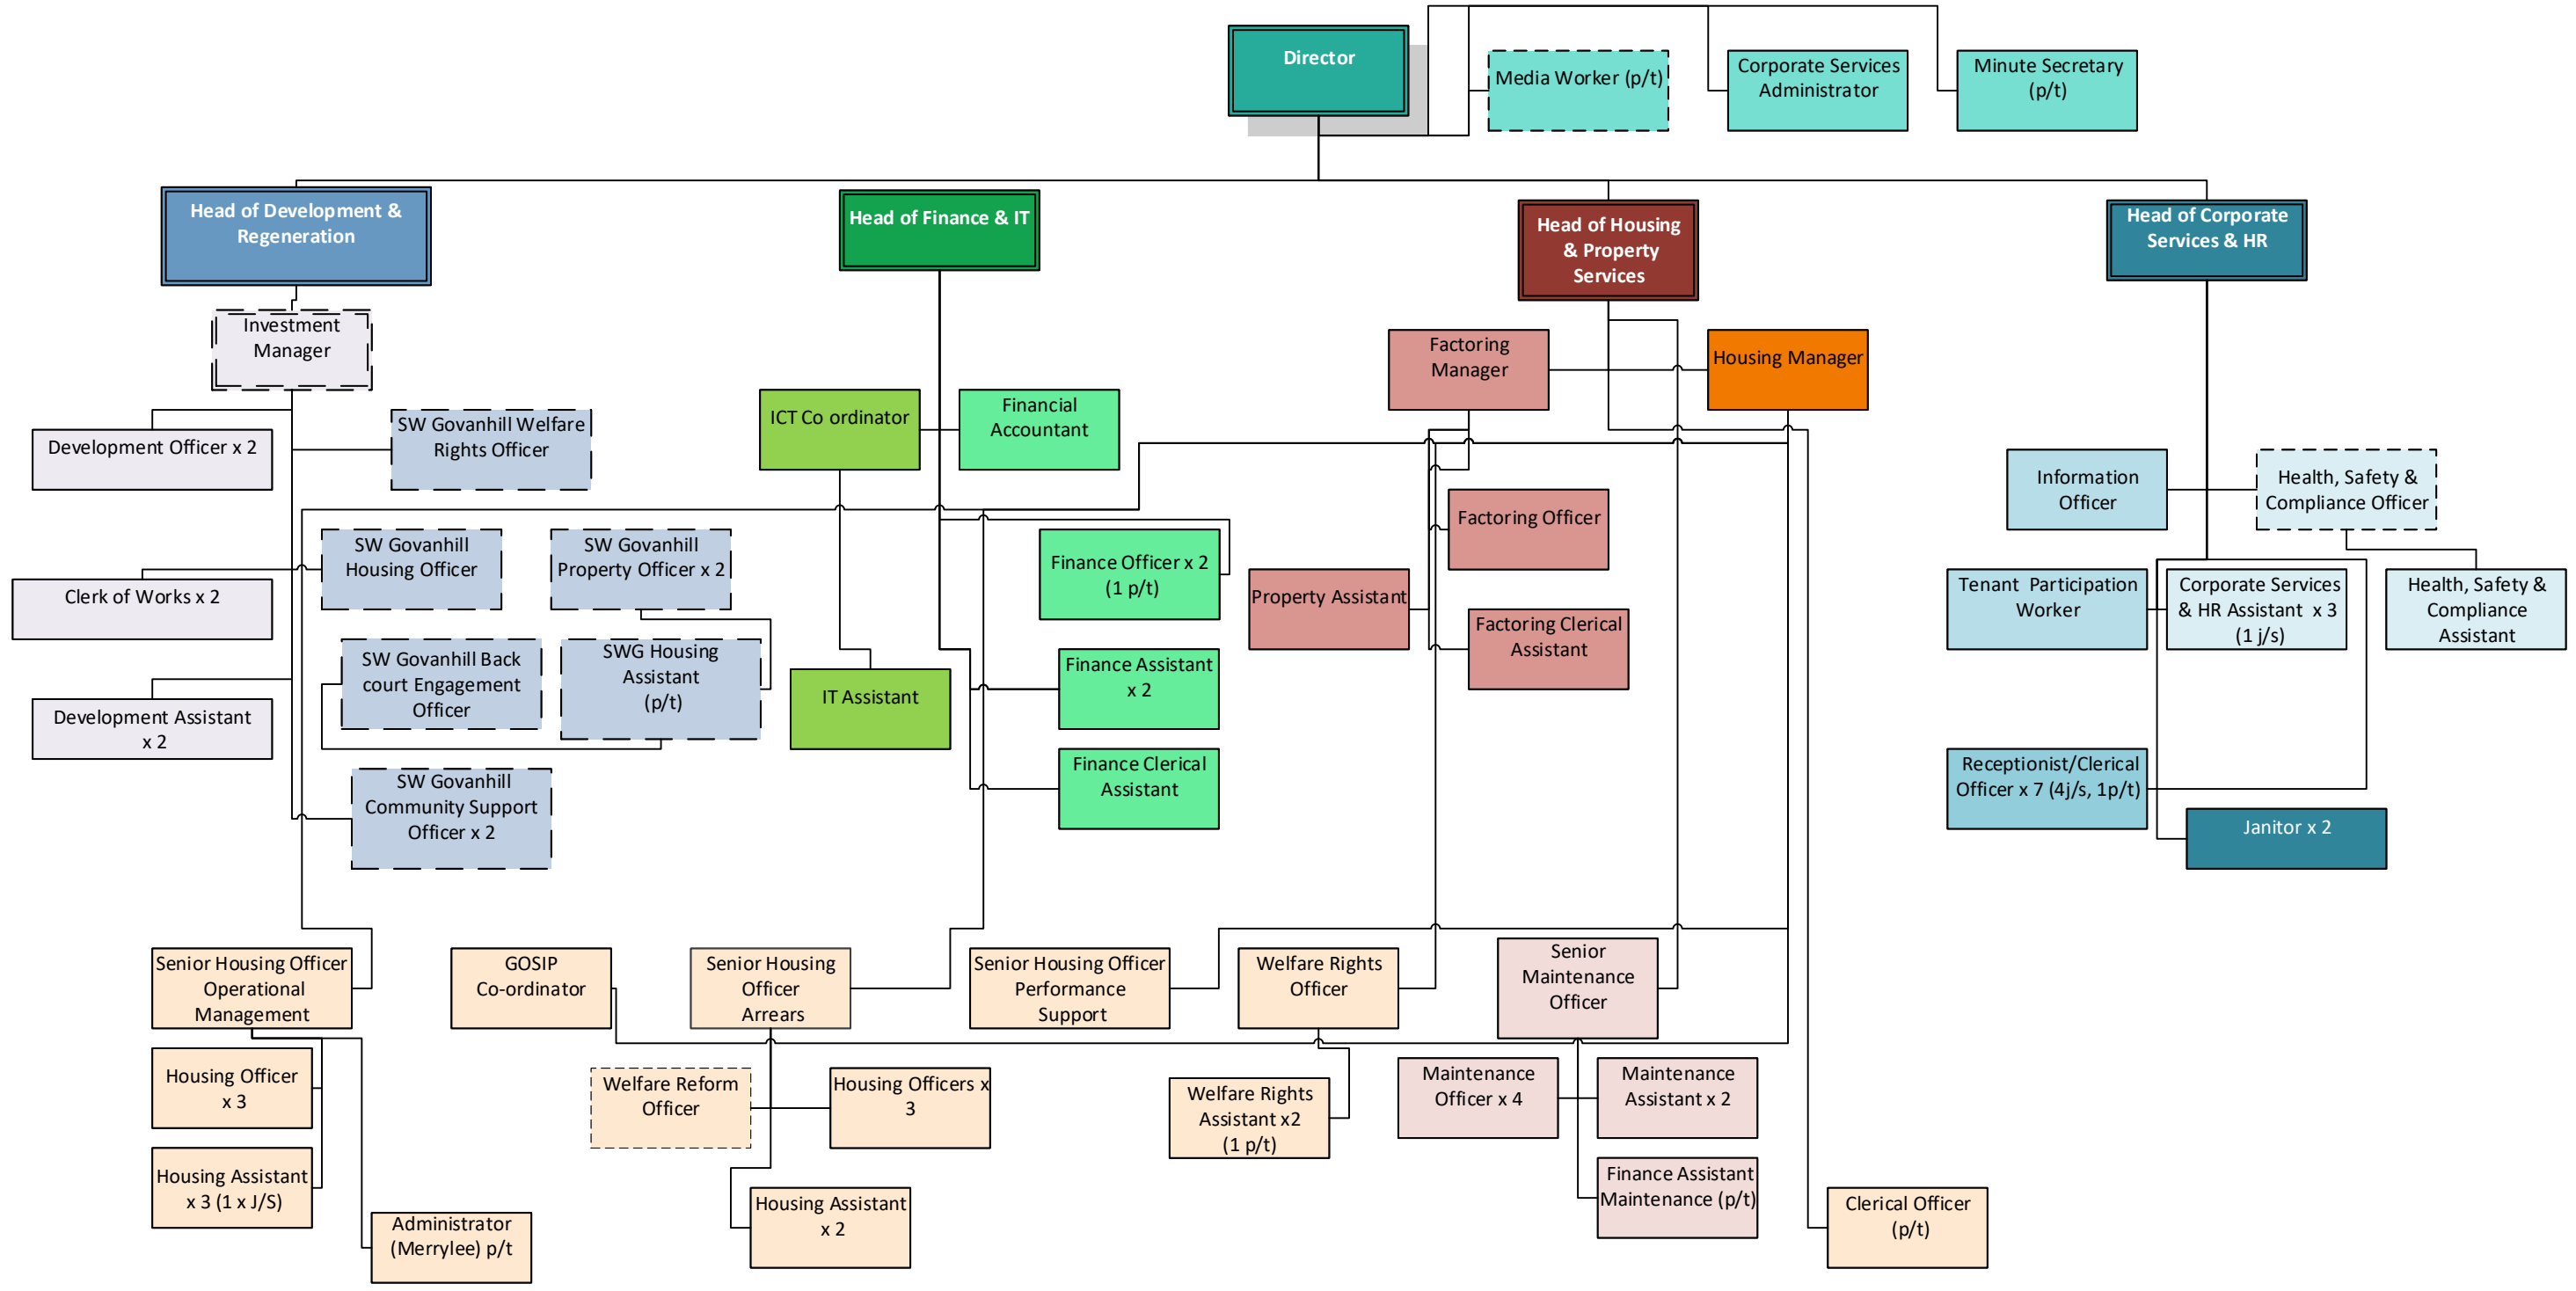 Director
Media Worker (p/t)
Corporate Services
Administrator
Minute Secretary
(p/t)
Head of Development &
Regeneration
Head of Finance & IT
Head of Housing
& Property
Services
Head of Corporate
Services & HR
Investment
Manager
Factoring
Manager
Housing Manager
Development Officer x 2
SW Govanhill Welfare
Rights Officer
ICT Co ordinator
Financial
Accountant
Information
Officer
Health, Safety &
Compliance Officer
Factoring Officer
SW Govanhill
Housing Officer
SW Govanhill
Property Officer x 2
Finance Officer x 2
(1 p/t)
Clerk of Works x 2
Property Assistant
Factoring Clerical
Assistant
Tenant  Participation
Worker
Corporate Services
& HR Assistant  x 3
(1 j/s)
Health, Safety &
Compliance
Assistant
SW Govanhill Back
court Engagement
Officer
SWG Housing
Assistant
(p/t)
IT Assistant
Finance Assistant
x 2
Development Assistant
x 2
Finance Clerical
Assistant
Receptionist/Clerical
Officer x 7 (4j/s, 1p/t)
SW Govanhill
Community Support
Officer x 2
Janitor x 2
Senior Housing Officer
Operational
Management
GOSIP
Co-ordinator
Senior Housing
Officer
Arrears
Senior Housing Officer
Performance
Support
Welfare Rights
Officer
Senior
Maintenance
Officer
Housing Officer
x 3
Welfare Reform
Officer
Housing Officers x
3
Welfare Rights
Assistant x2
(1 p/t)
Maintenance
Officer x 4
Maintenance
Assistant x 2
Housing Assistant
x 3 (1 x J/S)
Finance Assistant
Maintenance (p/t)
Administrator
(Merrylee) p/t
Housing Assistant
x 2
Clerical Officer
(p/t)